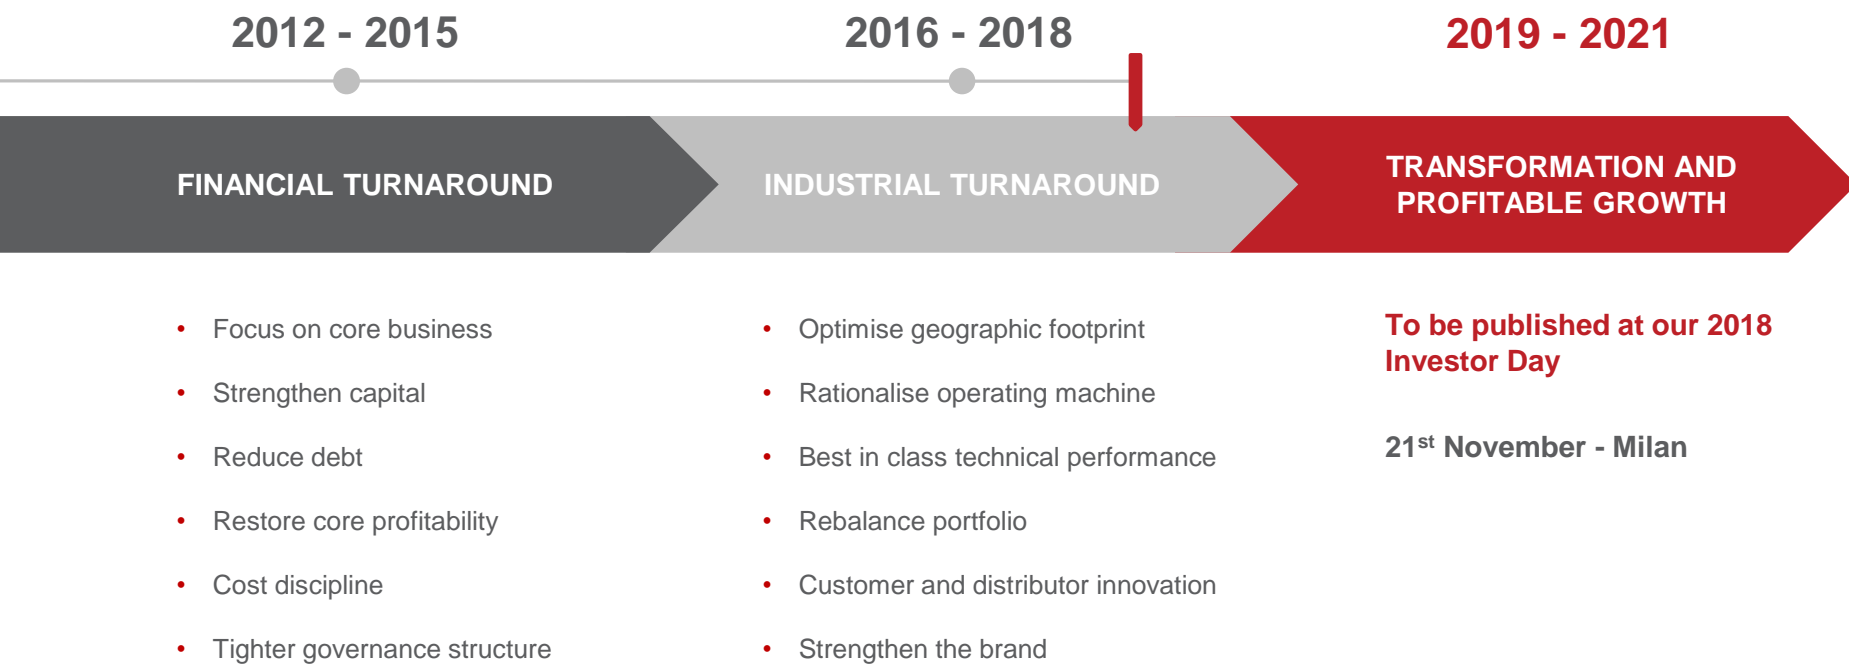 2012 - 2015
2016 - 2018
2019 - 2021
FINANCIAL TURNAROUND
INDUSTRIAL TURNAROUND
TRANSFORMATION AND
PROFITABLE GROWTH
• Focus on core business
• Strengthen capital
• Reduce debt
• Restore core profitability
• Cost discipline
• Tighter governance structure
• Optimise geographic footprint
• Rationalise operating machine
• Best in class technical performance
• Rebalance portfolio
• Customer and distributor innovation
• Strengthen the brand
To be published at our 2018
Investor Day
21st November - Milan